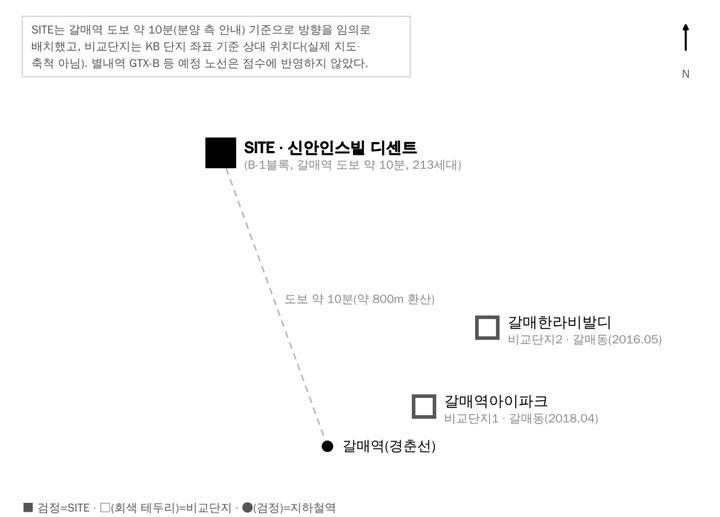 SITE는 갈매역 도보 약 10분(분양 측 안내) 기준으로 방향을 임의로
배치했고, 비교단지는 KB 단지 좌표 기준 상대 위치다(실제 지도·
축척 아님). 별내역 GTX-B 등 예정 노선은 점수에 반영하지 않았다.
N
SITE · 신안인스빌 디센트
(B-1블록, 갈매역 도보 약 10분, 213세대)
도보 약 10분(약 800m 환산)
갈매한라비발디
비교단지2 · 갈매동(2016.05)
갈매역아이파크
비교단지1 · 갈매동(2018.04)
갈매역(경춘선)
■ 검정=SITE · □(회색 테두리)=비교단지 · ●(검정)=지하철역